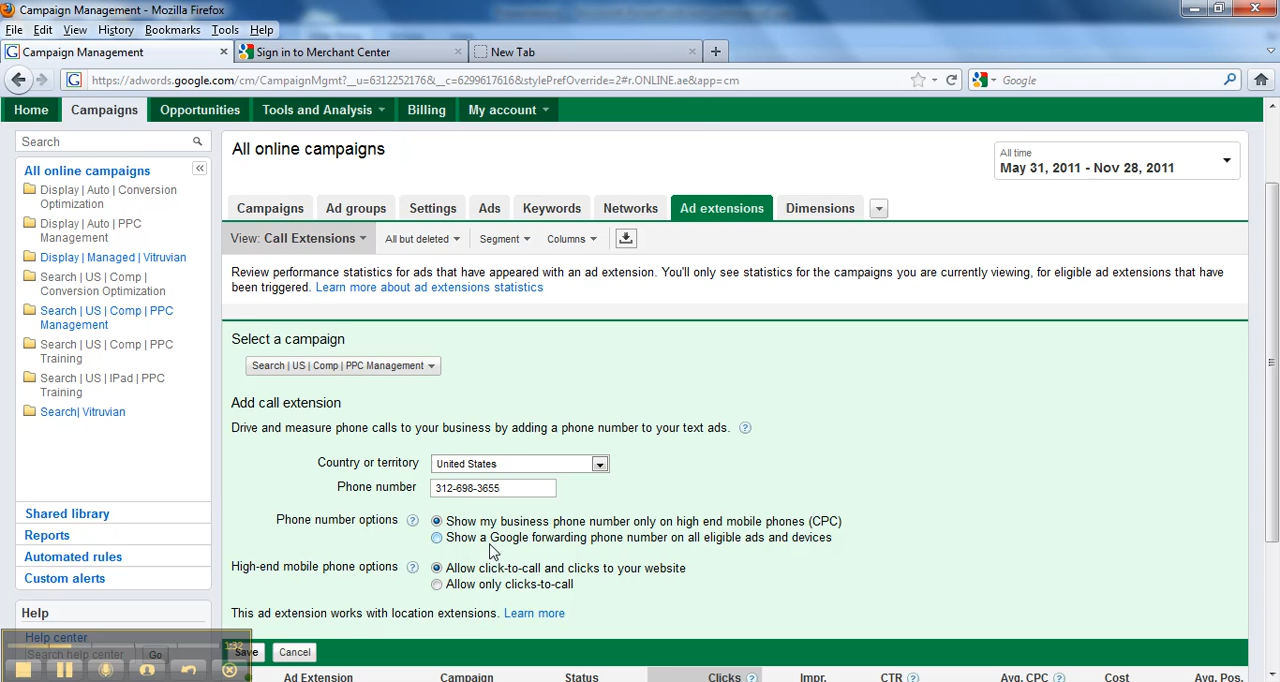 Campaign Management - Mozilla Firefox
File Edit View History Bookmarks Tools Help
Campaign Management
Sign in to Merchant Center
New Tab
https://adwords.google.com/cm/CampaignMgmt?__u=6312252176&__c=629961761&stylePrefOverride=2#r.ONLINE.ae&app=cm
Google
Home Campaigns Opportunities Tools and Analysis Billing My account
Search
All online campaigns
Display | Auto | Conversion
Optimization
Display | Auto | PPC
Management
Display | Managed | Vitruvian
Search | US | Comp |
Conversion Optimization
Search | US | Comp | PPC
Management
Search | US | Comp | PPC
Training
Search | US | IPad | PPC
Training
Search| Vitruvian
Shared library
Reports
Automated rules
Custom alerts
Help
Help center
Search help center Go
1:32
All online campaigns
All time
May 31, 2011 - Nov 28, 2011
Campaigns Ad groups Settings Ads Keywords Networks Ad extensions Dimensions
View: Call Extensions All but deleted Segment Columns
Review performance statistics for ads that have appeared with an ad extension. You'll only see statistics for the campaigns you are currently viewing, for eligible ad extensions that have
been triggered. Learn more about ad extensions statistics
Select a campaign
Search | US | Comp | PPC Management
Add call extension
Drive and measure phone calls to your business by adding a phone number to your text ads. ?
Country or territory United States
Phone number 312-698-3655
Phone number options ? Show my business phone number only on high end mobile phones (CPC)
Show a Google forwarding phone number on all eligible ads and devices
High-end mobile phone options ? Allow click-to-call and clicks to your website
Allow only clicks-to-call
This ad extension works with location extensions. Learn more
Save Cancel
Ad Extension Campaign Status Clicks ? Impr. CTR ? Avg. CPC ? Cost Avg. Pos.